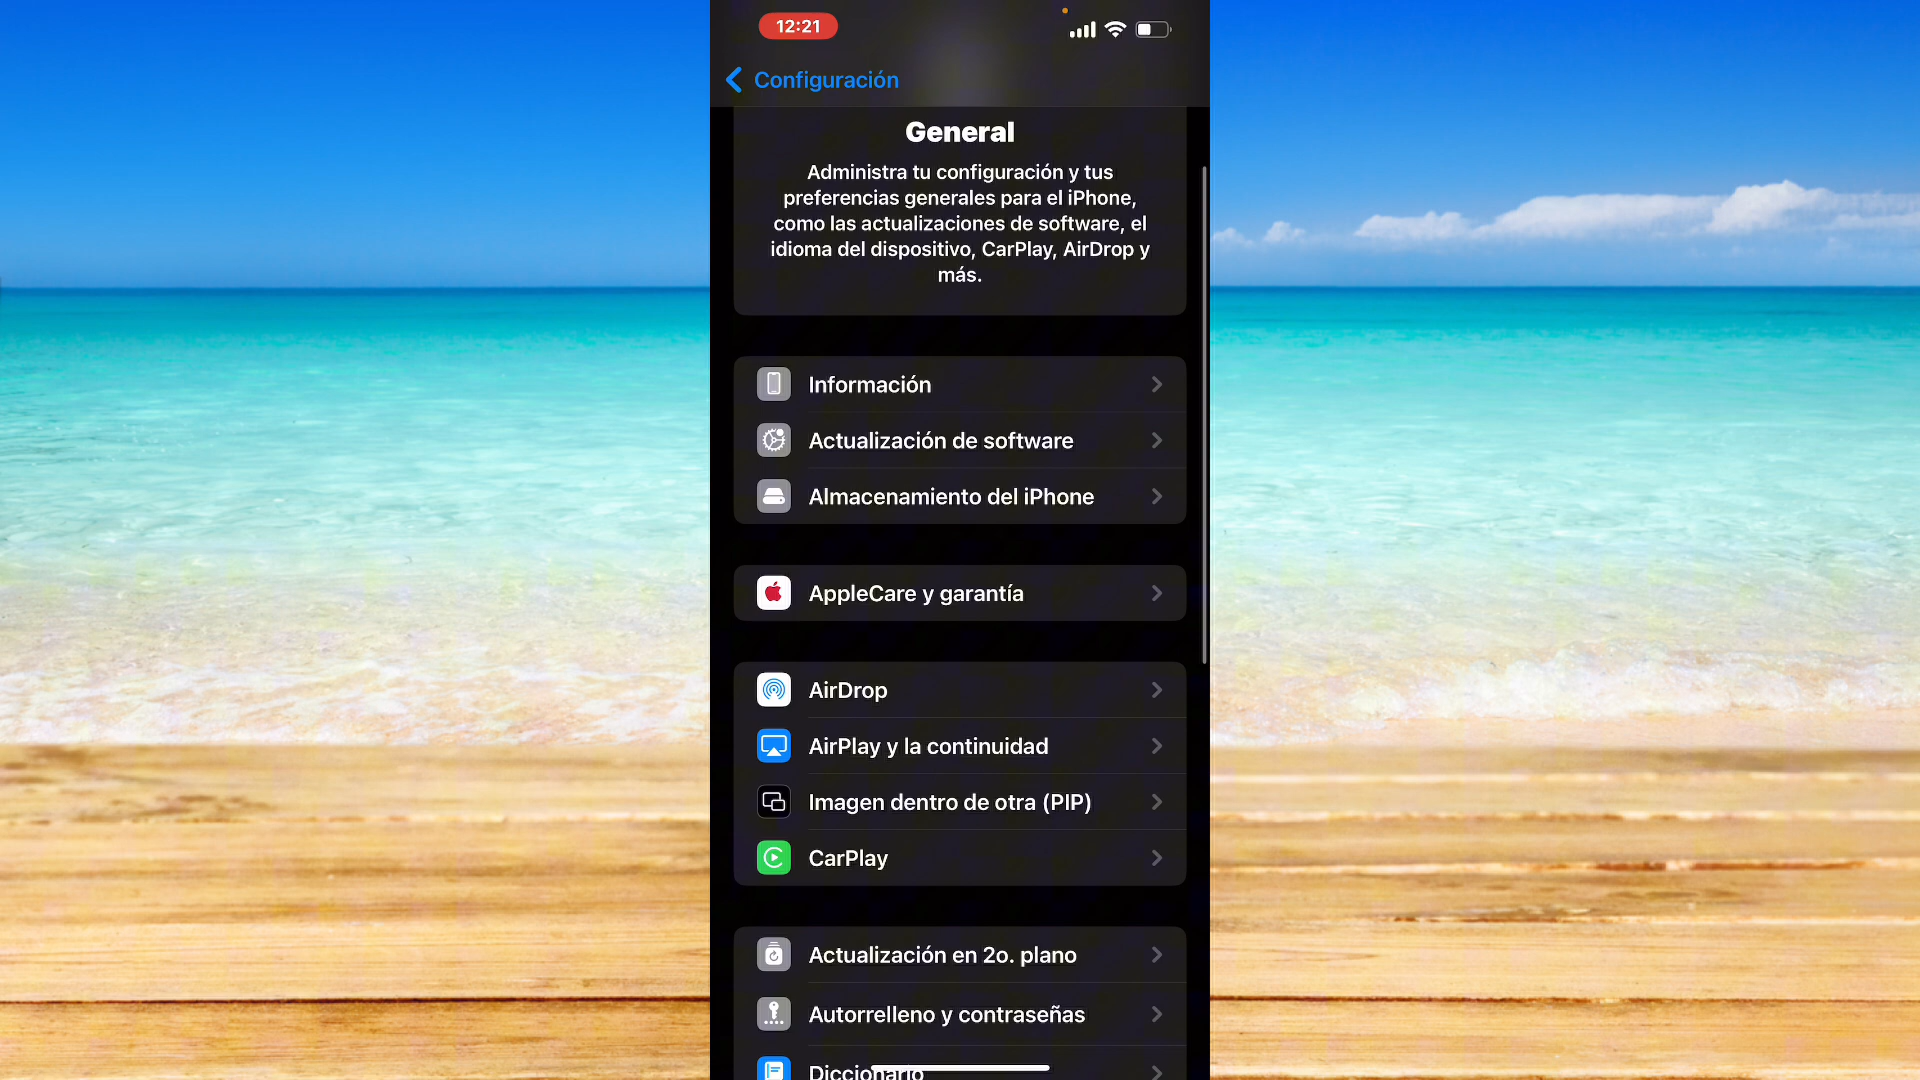 12:21
Configuración
General
Administra tu configuración y tus
preferencias generales para el iPhone,
como las actualizaciones de software, el
idioma del dispositivo, CarPlay, AirDrop y
más.
Información
Actualización de software
Almacenamiento del iPhone
AppleCare y garantía
AirDrop
AirPlay y la continuidad
Imagen dentro de otra (PIP)
CarPlay
Actualización en 2o. plano
Autorrelleno y contraseñas
Diccionario